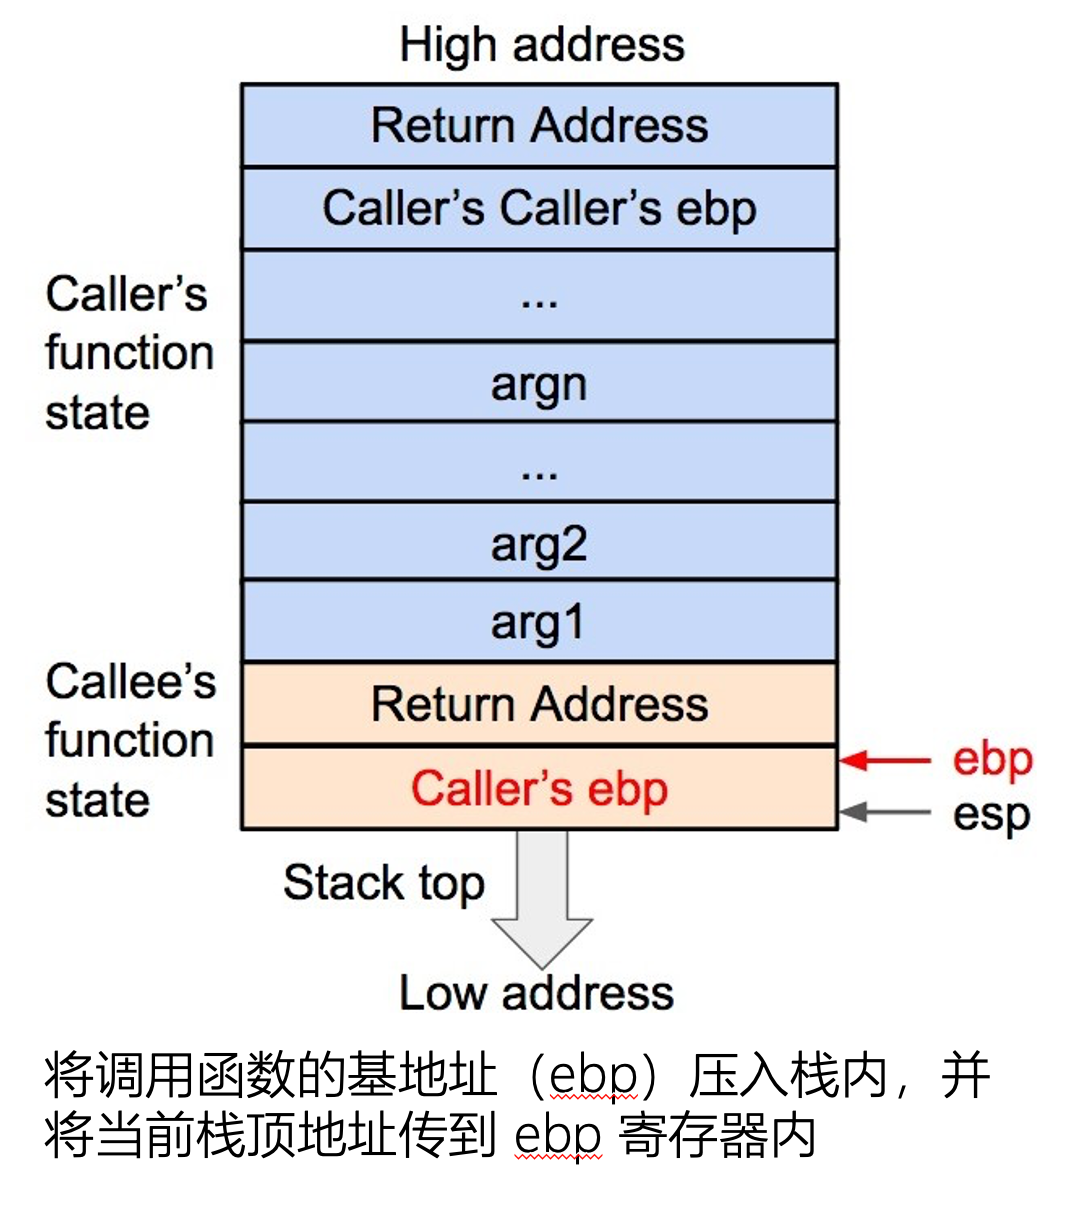 High address
Return Address
Caller’s Caller’s ebp
...
Caller’s
function
state
argn
...
arg2
arg1
Callee’s
function
state
Return Address
Caller’s ebp
ebp
esp
Stack top
Low address
将调用函数的基地址（ebp）压入栈内，并
将当前栈顶地址传到 ebp 寄存器内